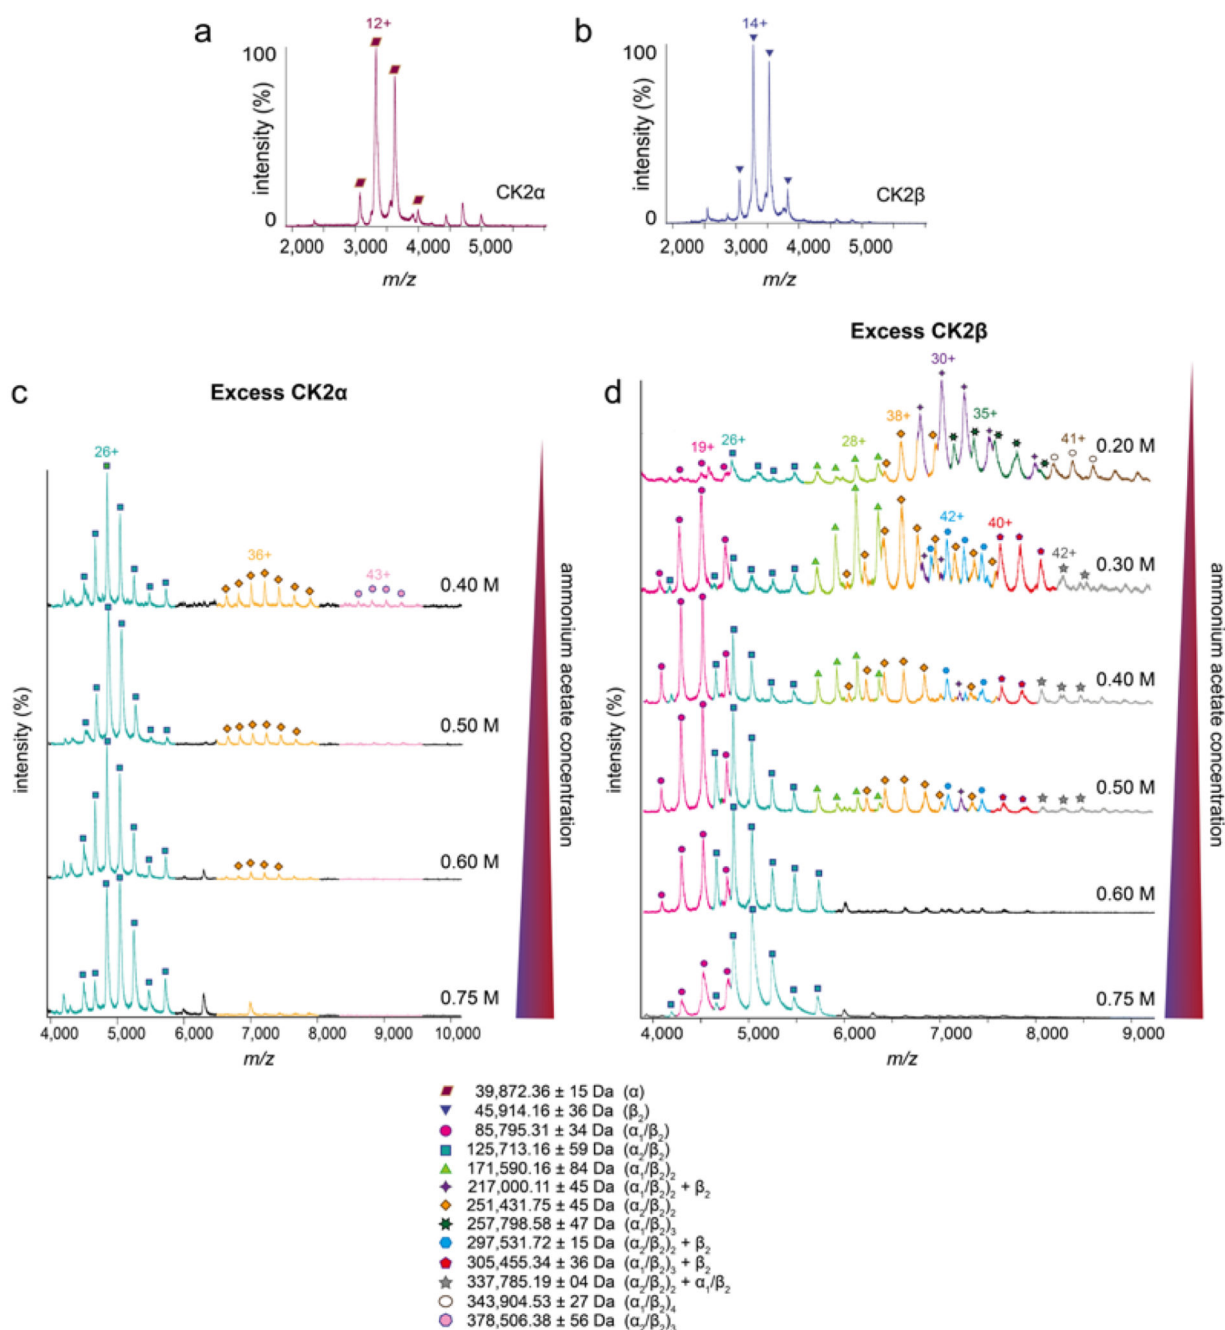 a
12+
100
intensity (%)
0
CK2α
2,000 3,000 4,000 5,000
m/z
b
14+
100
intensity (%)
0
CK2β
2,000 3,000 4,000 5,000
m/z
c
Excess CK2α
26+
36+
43+
0.40 M
0.50 M
0.60 M
0.75 M
intensity (%)
ammonium acetate concentration
4,000 5,000 6,000 7,000 8,000 9,000 10,000
m/z
Excess CK2β
d
30+
38+
35+
19+
26+
28+
41+
0.20 M
42+
40+
42+
0.30 M
0.40 M
0.50 M
0.60 M
0.75 M
intensity (%)
ammonium acetate concentration
4,000 5,000 6,000 7,000 8,000 9,000
m/z
39,872.36 ± 15 Da (α)
45,914.16 ± 36 Da (β₂)
85,795.31 ± 34 Da (α₁/β₂)
125,713.16 ± 59 Da (α₂/β₂)
171,590.16 ± 84 Da (α₁/β₂)₂
217,000.11 ± 45 Da (α₁/β₂)₂ + β₂
251,431.75 ± 45 Da (α₂/β₂)₂
257,798.58 ± 47 Da (α₁/β₂)₃
297,531.72 ± 15 Da (α₂/β₂)₂ + β₂
305,455.34 ± 36 Da (α₁/β₂)₃ + β₂
337,785.19 ± 04 Da (α₂/β₂)₂ + α₁/β₂
343,904.53 ± 27 Da (α₁/β₂)₄
378,506.38 ± 56 Da (α₂/β₂)₃